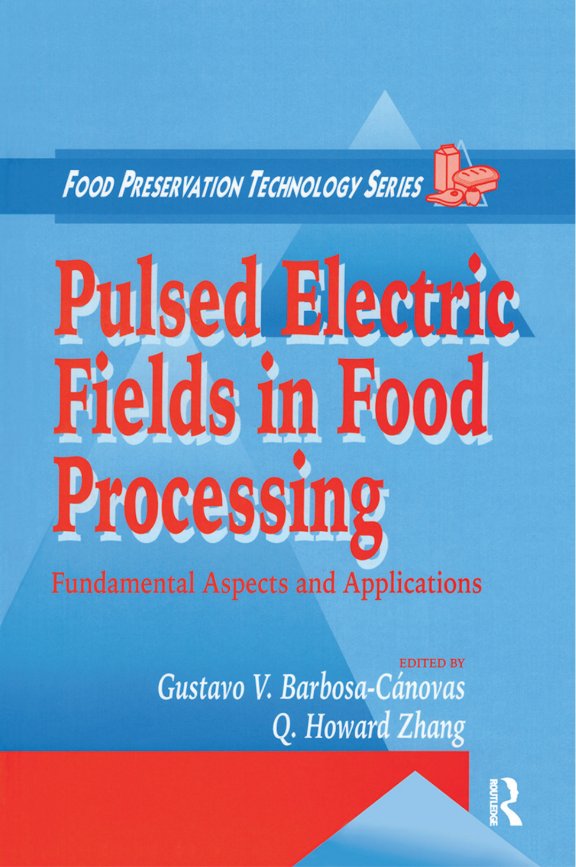 FOOD PRESERVATION TECHNOLOGY SERIES
Pulsed Electric
Fields in Food
Processing
Fundamental Aspects and Applications
EDITED BY
Gustavo V. Barbosa-Cánovas
Q. Howard Zhang
ROUTLEDGE